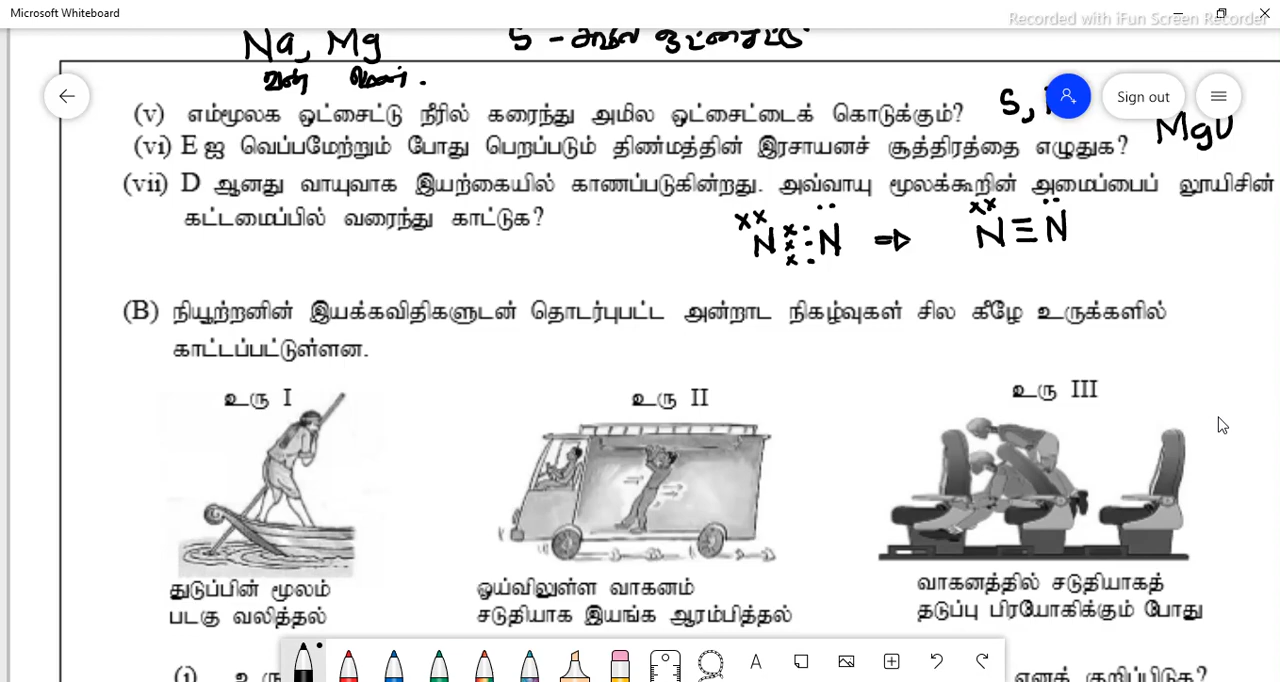 Microsoft Whiteboard
Recorded with iFun Screen Recorder
Na, Mg
S -
Sign out
(v) எம்மூலக ஒட்சைட்டு நீரில் கரைந்து அமில ஒட்சைட்டைக் கொடுக்கும்? S,
MgO
(vi) E ஐ வெப்பமேற்றும் போது பெறப்படும் திண்மத்தின் இரசாயனச் சூத்திரத்தை எழுதுக?
(vii) D ஆனது வாயுவாக இயற்கையில் காணப்படுகின்றது. அவ்வாயு மூலக்கூறின் அமைப்பைப் லூயிசின்
கட்டமைப்பில் வரைந்து காட்டுக?
N N ⇒ N≡N
(B) நியூற்றனின் இயக்கவிதிகளுடன் தொடர்புபட்ட அன்றாட நிகழ்வுகள் சில கீழே உருக்களில்
காட்டப்பட்டுள்ளன.
உரு I
உரு II
உரு III
துடுப்பின் மூலம்
படகு வலித்தல்
ஓய்விலுள்ள வாகனம்
சடுதியாக இயங்க ஆரம்பித்தல்
வாகனத்தில் சடுதியாகத்
தடுப்பு பிரயோகிக்கும் போது
(i) எனக் குறிப்பிடுக?